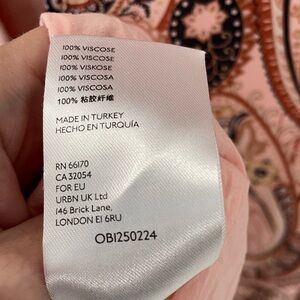 100% VISCOSE
100% VISCOSE
100% VISKOSE
100% VISCOSA
100% VISCOSA
100% 粘胶纤维
MADE IN TURKEY
HECHO EN TURQUÍA
RN 66170
CA 32054
FOR EU
URBN UK Ltd
146 Brick Lane,
LONDON E1 6RU
OBI250224